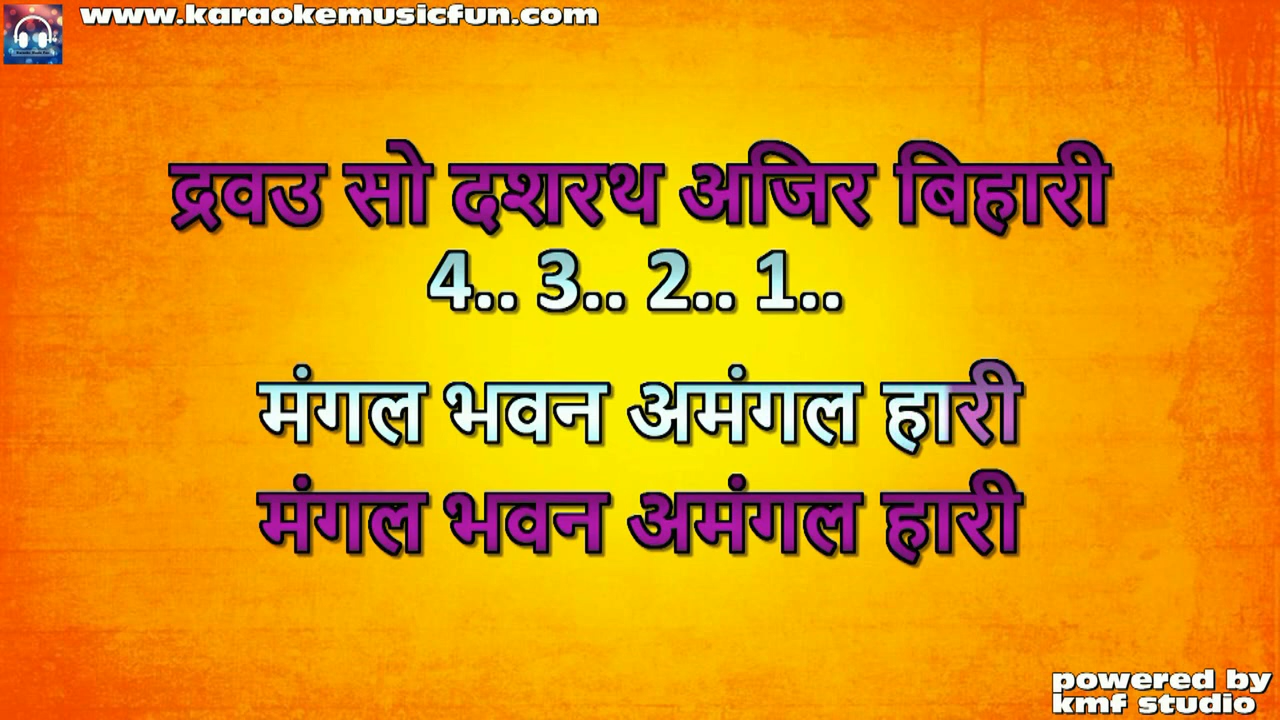 www.karaokemusicfun.com
द्रवउ सो दशरथ अजिर बिहारी
4.. 3.. 2.. 1..
मंगल भवन अमंगल हारी
मंगल भवन अमंगल हारी
powered by
kmf studio